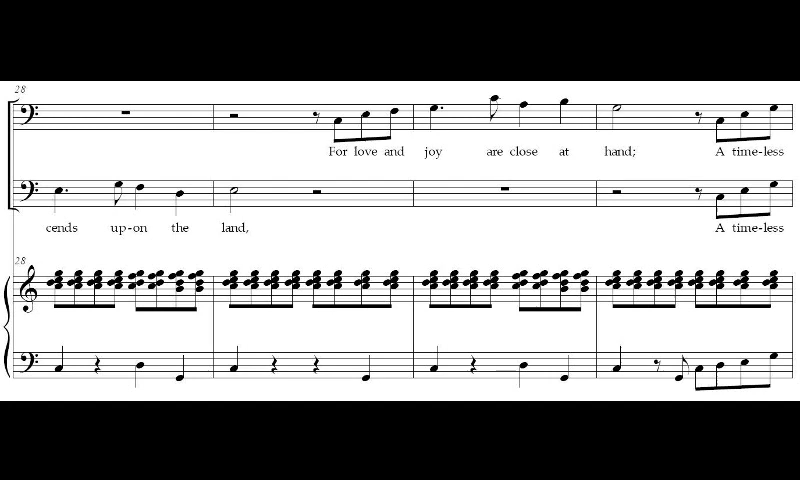 28
For love and joy are close at hand; A time-less
cends up-on the land, A time-less
28